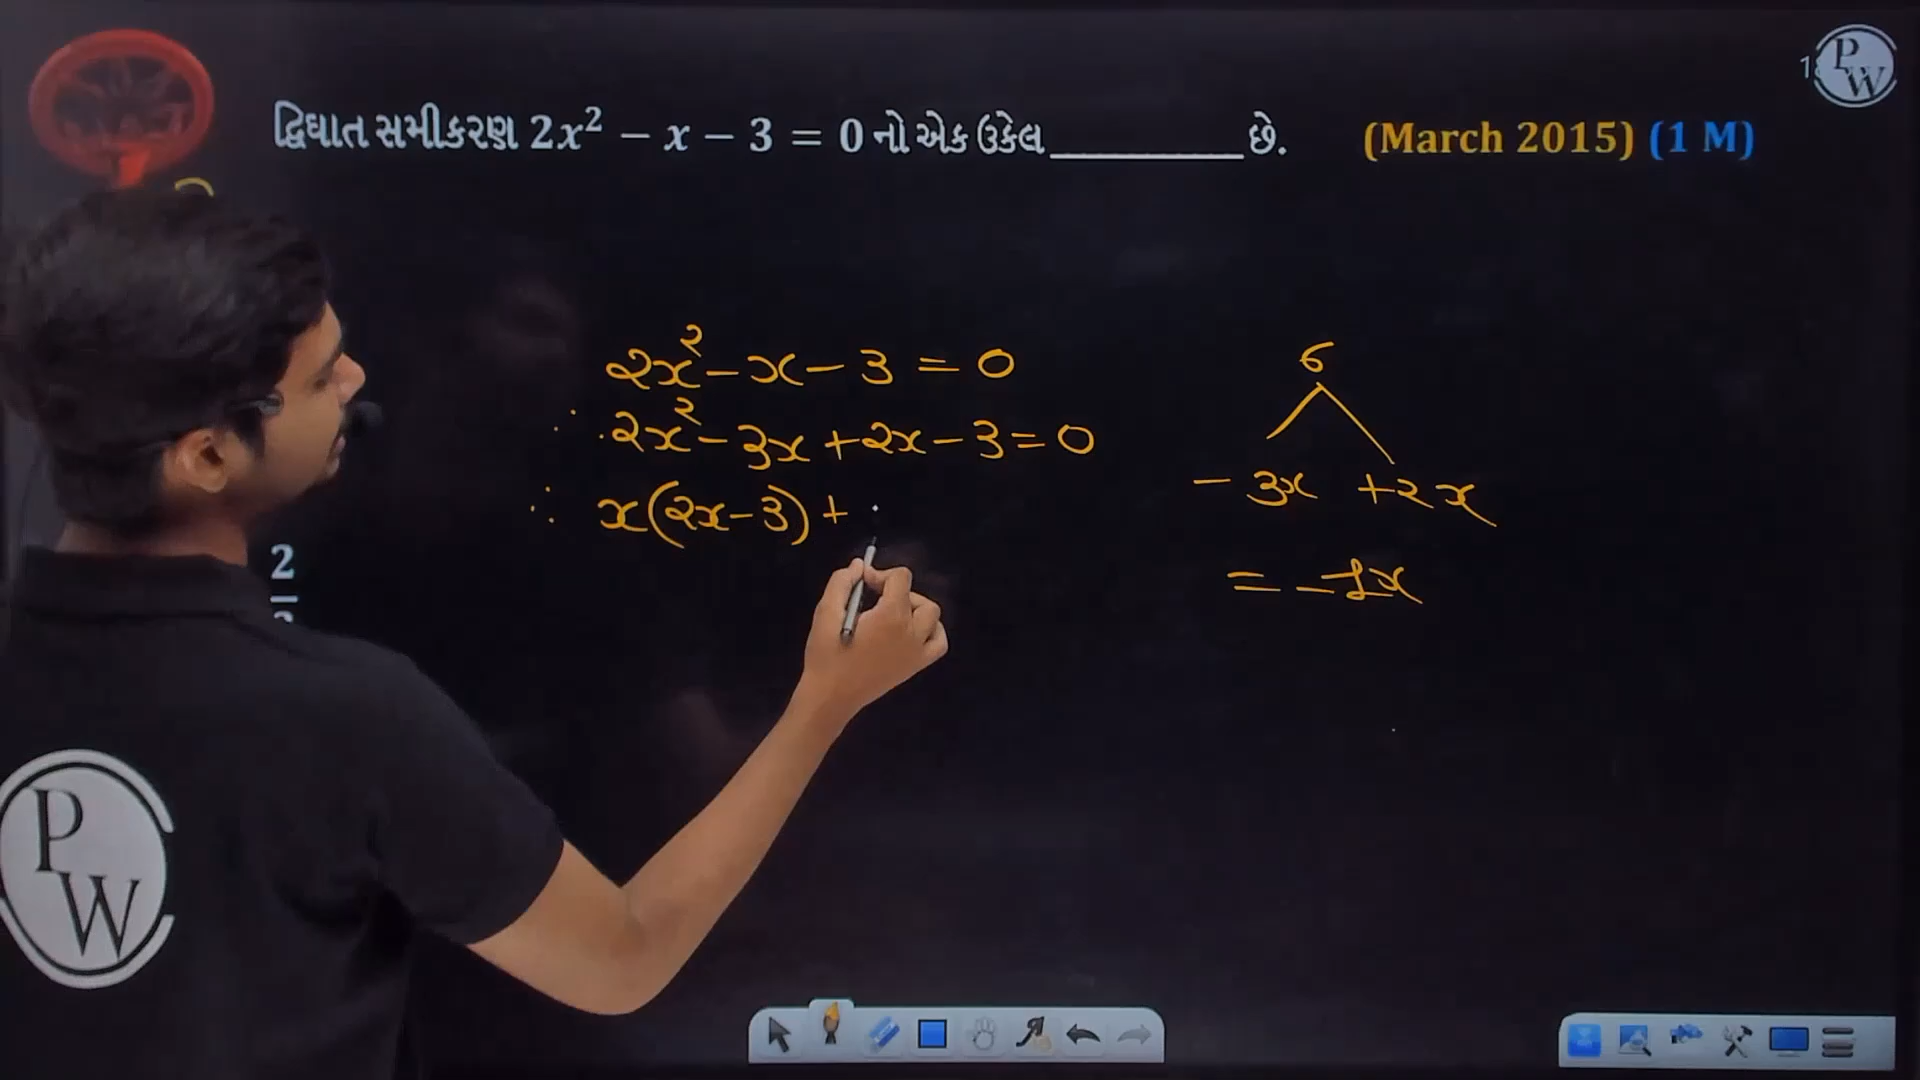 દ્વિઘાત સમીકરણ 2x² − x − 3 = 0 નો એક ઉકેલ __________ છે. (March 2015) (1 M)
PW
2x² - x - 3 = 0
∴ 2x² - 3x + 2x - 3 = 0
∴ x(2x - 3) +
6
- 3x +2x
= -1x
2
PW